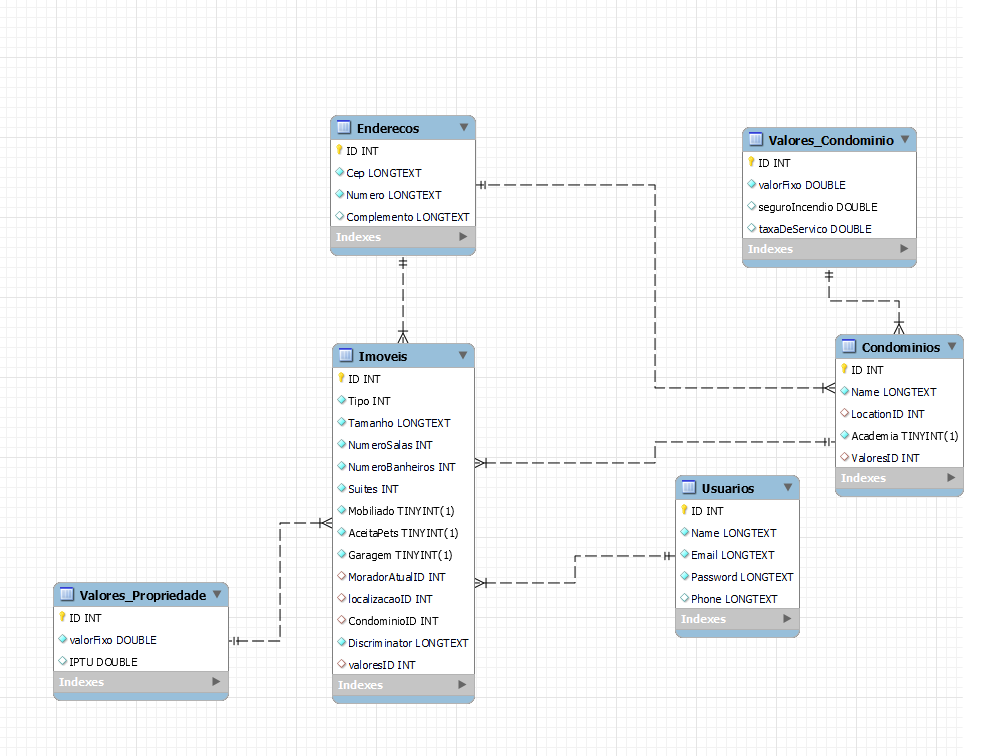 Enderecos
ID INT
Cep LONGTEXT
Numero LONGTEXT
Complemento LONGTEXT
Indexes
Valores_Condominio
ID INT
valorFixo DOUBLE
seguroIncendio DOUBLE
taxaDeServico DOUBLE
Indexes
Imoveis
ID INT
Tipo INT
Tamanho LONGTEXT
NumeroSalas INT
NumeroBanheiros INT
Suites INT
Mobiliado TINYINT(1)
AceitaPets TINYINT(1)
Garagem TINYINT(1)
MoradorAtualID INT
localizacaoID INT
CondominioID INT
Discriminator LONGTEXT
valoresID INT
Indexes
Condominios
ID INT
Name LONGTEXT
LocationID INT
Academia TINYINT(1)
ValoresID INT
Indexes
Usuarios
ID INT
Name LONGTEXT
Email LONGTEXT
Password LONGTEXT
Phone LONGTEXT
Indexes
Valores_Propriedade
ID INT
valorFixo DOUBLE
IPTU DOUBLE
Indexes